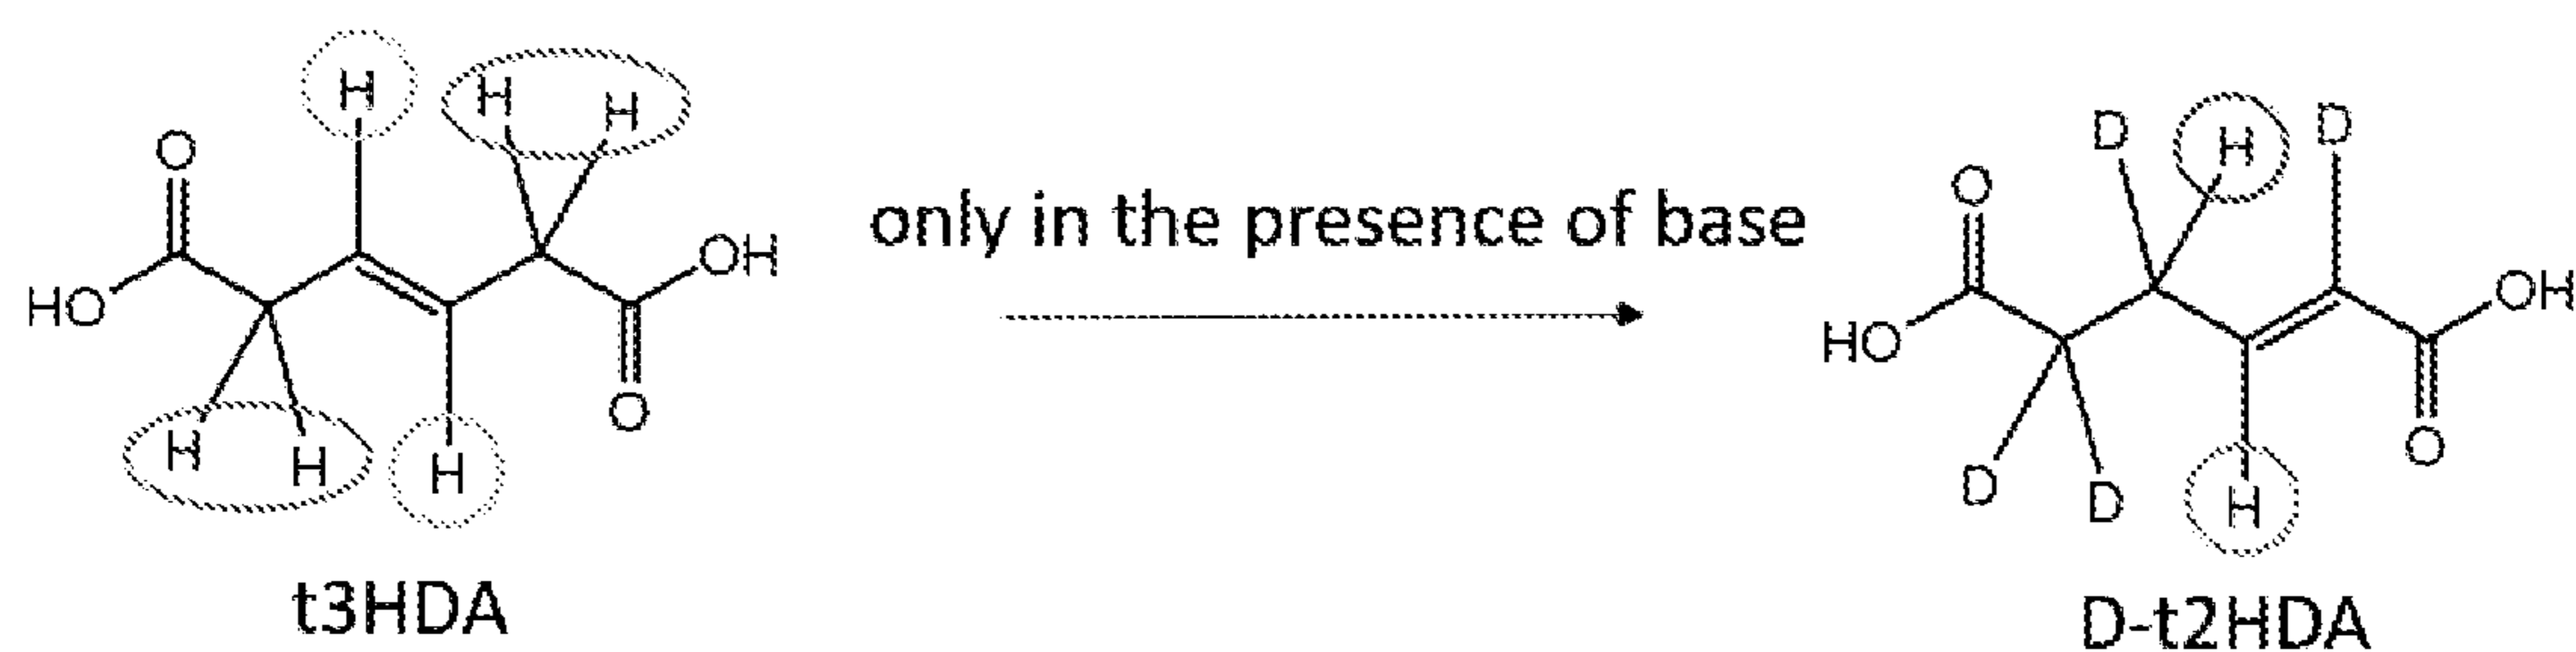 H H H D H D
O O
OH only in the presence of base OH
HO HO
O O
H H H D D H
t3HDA D-t2HDA